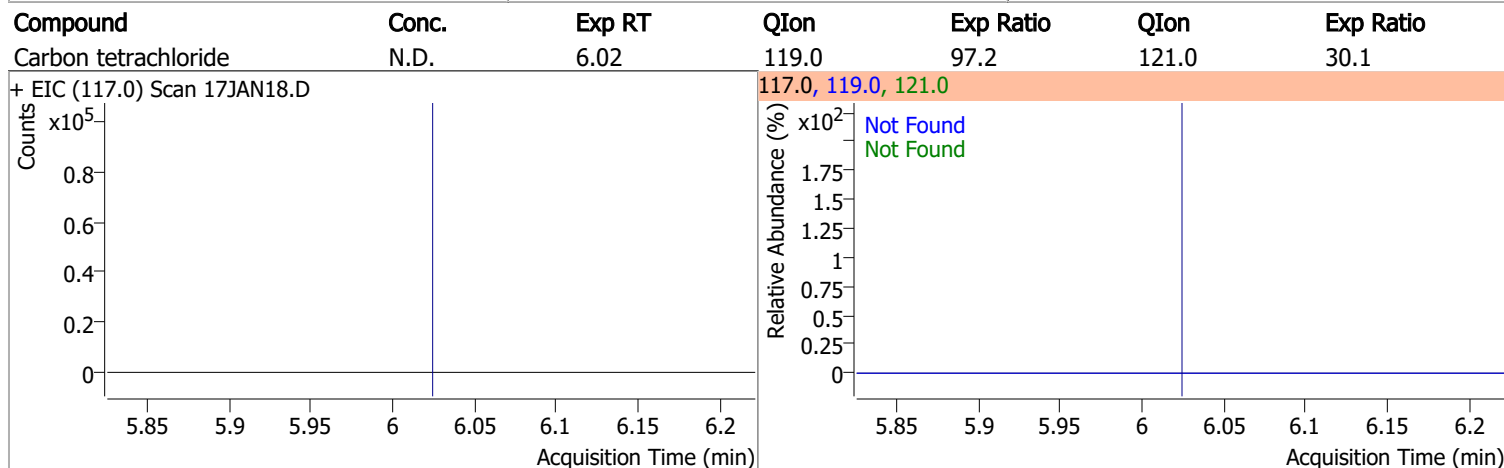 Compound Conc. Exp RT QIon Exp Ratio QIon Exp Ratio
Carbon tetrachloride N.D. 6.02 119.0 97.2 121.0 30.1
+ EIC (117.0) Scan 17JAN18.D
Counts
x10^5
0.8
0.6
0.4
0.2
0
5.85 5.9 5.95 6 6.05 6.1 6.15 6.2
Acquisition Time (min)
117.0, 119.0, 121.0
Relative Abundance (%)
x10^2
Not Found
Not Found
1.75
1.5
1.25
1
0.75
0.5
0.25
0
5.85 5.9 5.95 6 6.05 6.1 6.15 6.2
Acquisition Time (min)